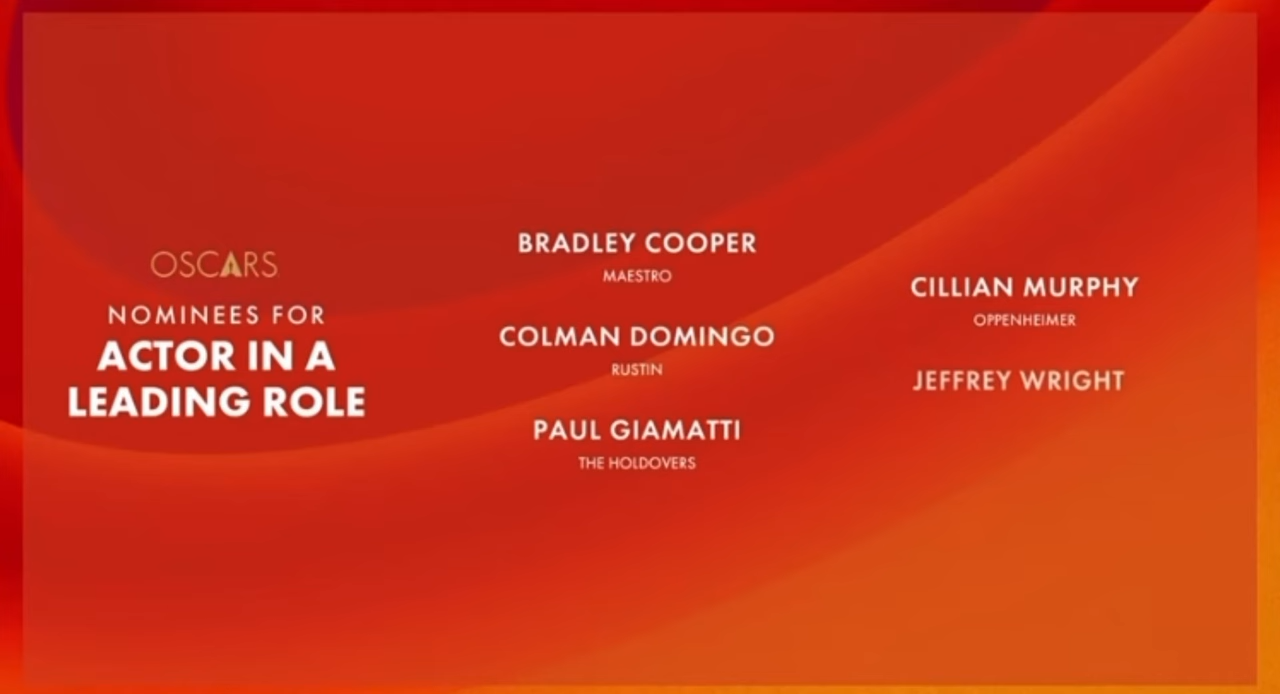 OSCARS
NOMINEES FOR
ACTOR IN A
LEADING ROLE
BRADLEY COOPER
MAESTRO
COLMAN DOMINGO
RUSTIN
PAUL GIAMATTI
THE HOLDOVERS
CILLIAN MURPHY
OPPENHEIMER
JEFFREY WRIGHT